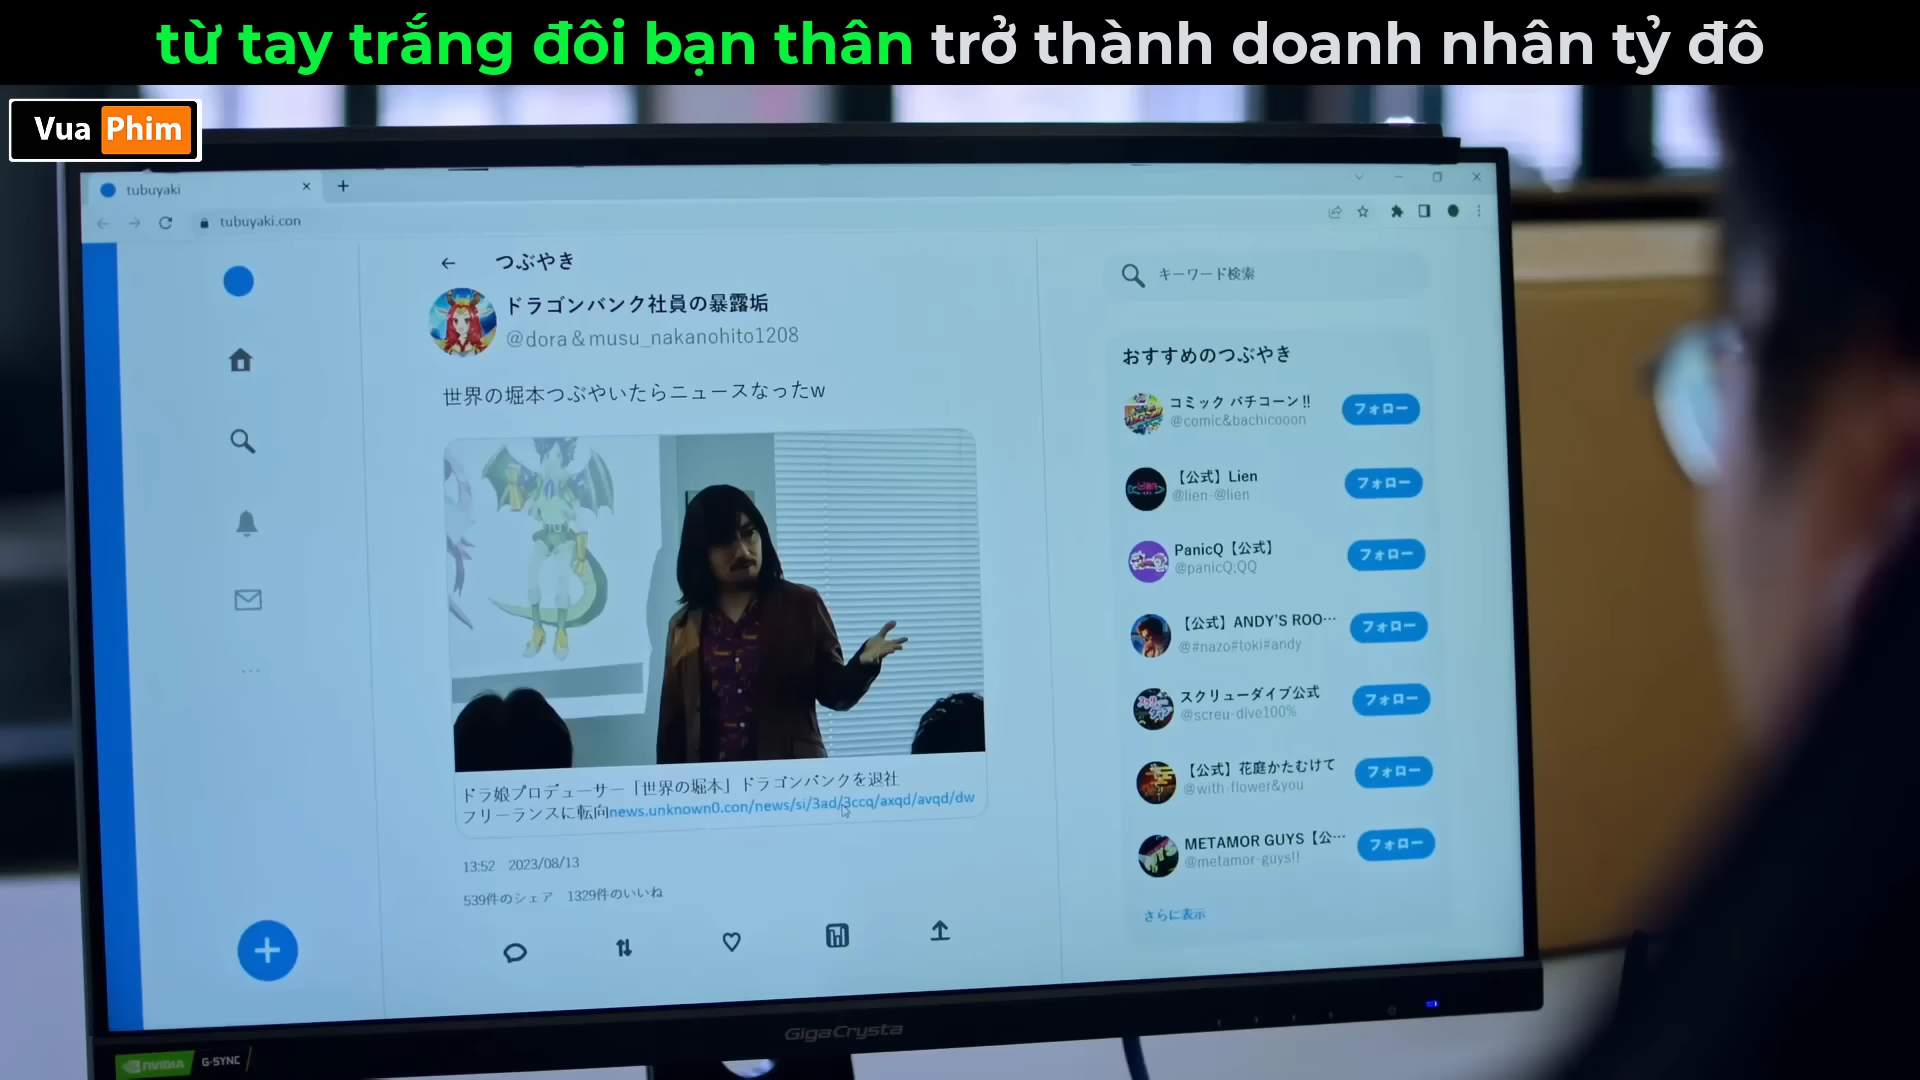 từ tay trắng đôi bạn thân trở thành doanh nhân tỷ đô
Vua Phim
tubuyaki
tubuyaki.con
つぶやき
ドラゴンバンク社員の暴露垢
@dora＆musu_nakanohito1208
世界の堀本つぶやいたらニュースなったw
ドラ娘プロデューサー「世界の堀本」ドラゴンバンクを退社
フリーランスに転向news.unknown0.con/news/si/3ad/3ccq/axqd/avqd/dw
13:52 2023/08/13
539件のシェア 1329件のいいね
キーワード検索
おすすめのつぶやき
コミック バチコーン!!
@comic&bachicooon
フォロー
【公式】Lien
@lien-@lien
フォロー
PanicQ【公式】
@panicQ;QQ
フォロー
【公式】ANDY'S ROO…
@#nazo#toki#andy
フォロー
スクリューダイブ公式
@screu-dive100%
フォロー
【公式】花庭かたむけて
@with-flower&you
フォロー
METAMOR GUYS【公…
@metamor-guys!!
フォロー
さらに表示
GigaCrysta
NVIDIA G-SYNC